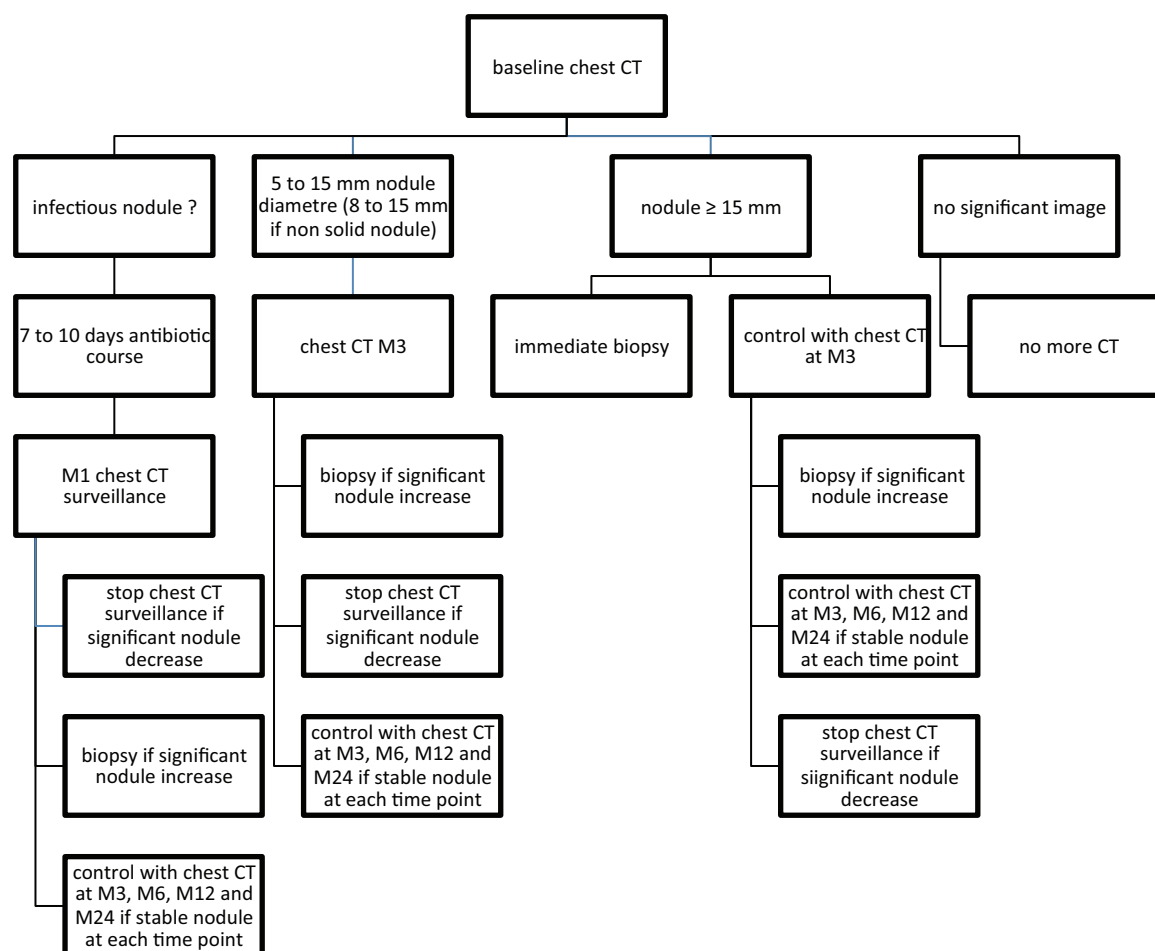 baseline chest CT
infectious nodule ?
5 to 15 mm nodule
diametre (8 to 15 mm
if non solid nodule)
nodule ≥ 15 mm
no significant image
7 to 10 days antibiotic
course
chest CT M3
immediate biopsy
control with chest CT
at M3
no more CT
M1 chest CT
surveillance
biopsy if significant
nodule increase
biopsy if significant
nodule increase
stop chest CT
surveillance if
significant nodule
decrease
stop chest CT
surveillance if
significant nodule
decrease
control with chest CT
at M3, M6, M12 and
M24 if stable nodule
at each time point
biopsy if significant
nodule increase
control with chest CT
at M3, M6, M12 and
M24 if stable nodule
at each time point
stop chest CT
surveillance if
siignificant nodule
decrease
control with chest CT
at M3, M6, M12 and
M24 if stable nodule
at each time point